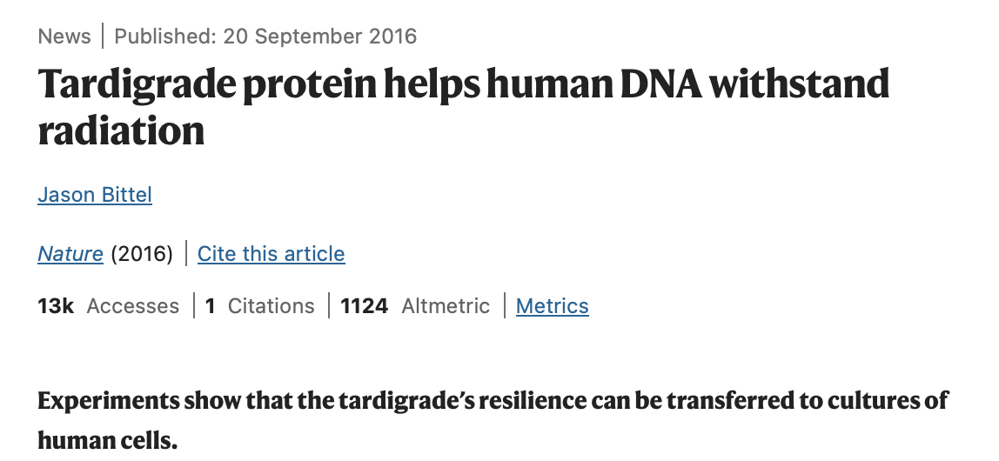 News | Published: 20 September 2016
Tardigrade protein helps human DNA withstand
radiation
Jason Bittel
Nature (2016) | Cite this article
13k Accesses | 1 Citations | 1124 Altmetric | Metrics
Experiments show that the tardigrade’s resilience can be transferred to cultures of
human cells.